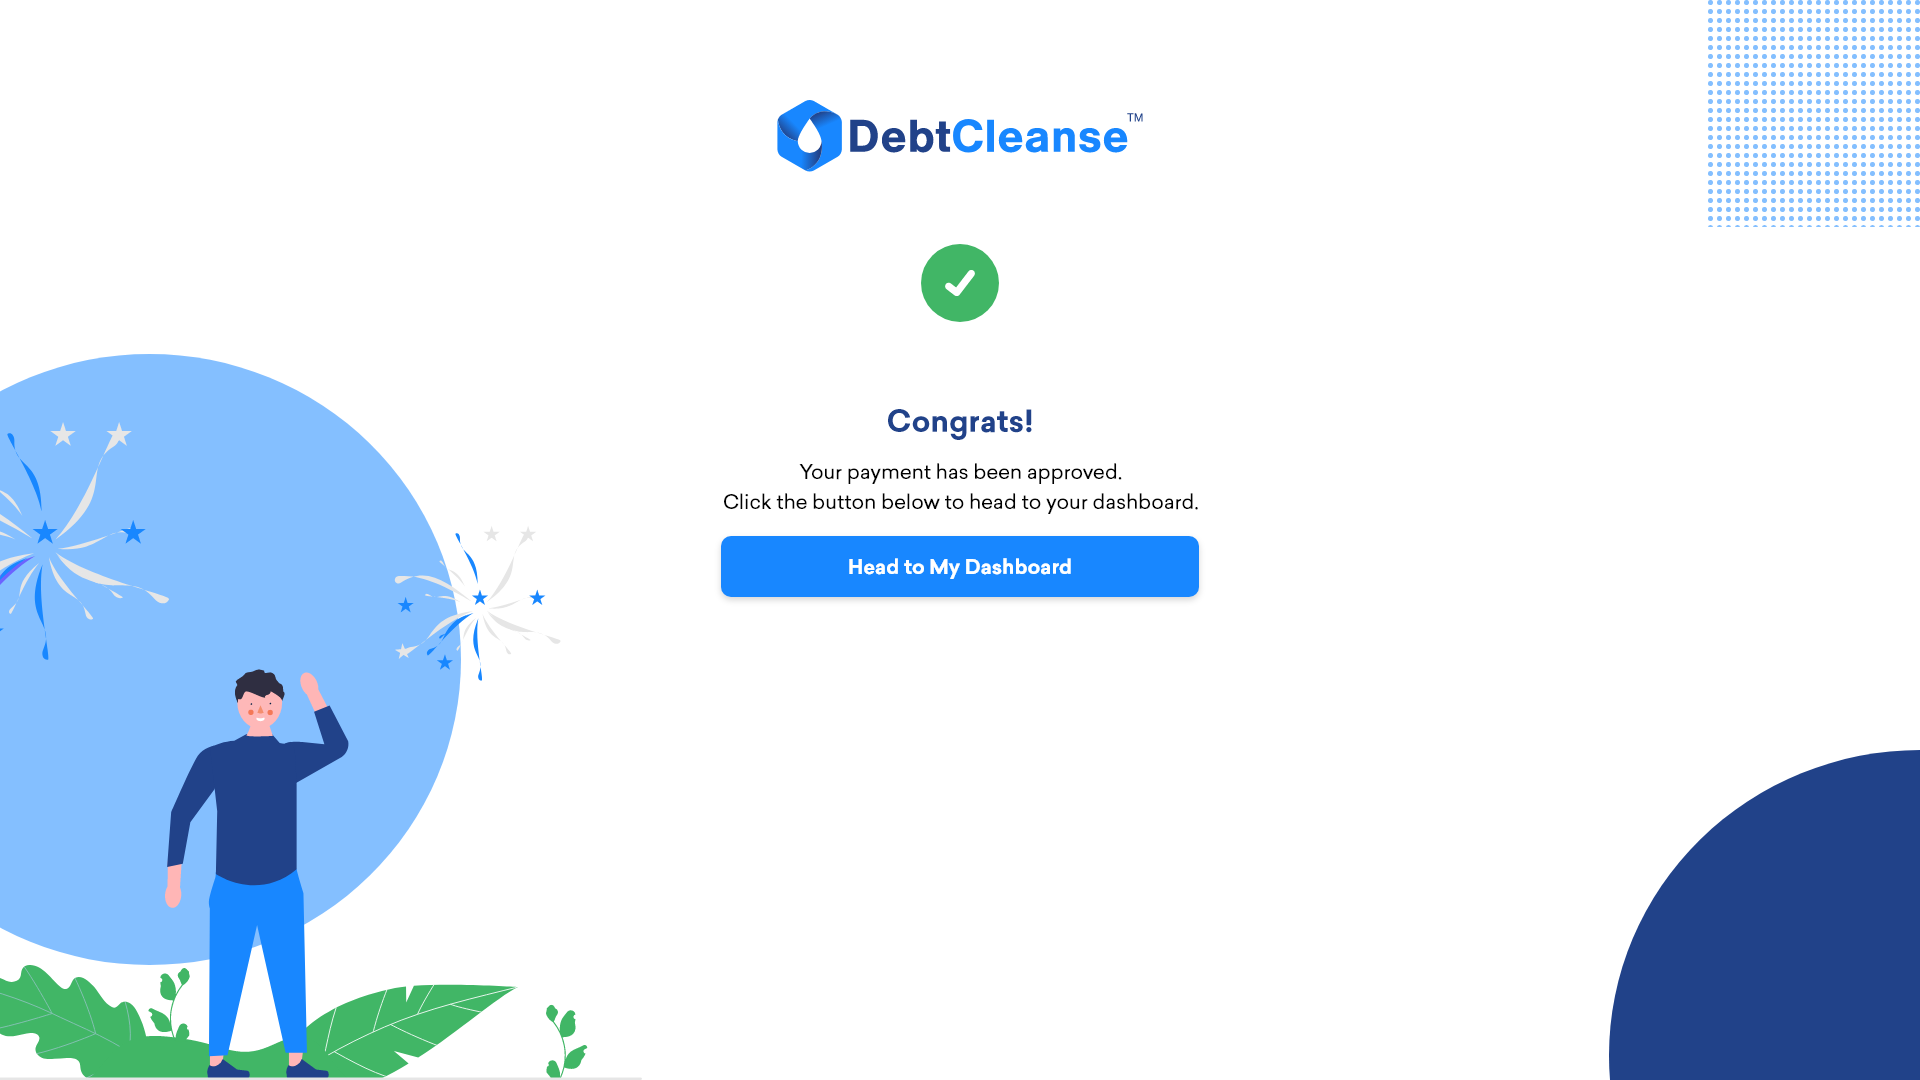 DebtCleanse™
Congrats!
Your payment has been approved.
Click the button below to head to your dashboard.
Head to My Dashboard